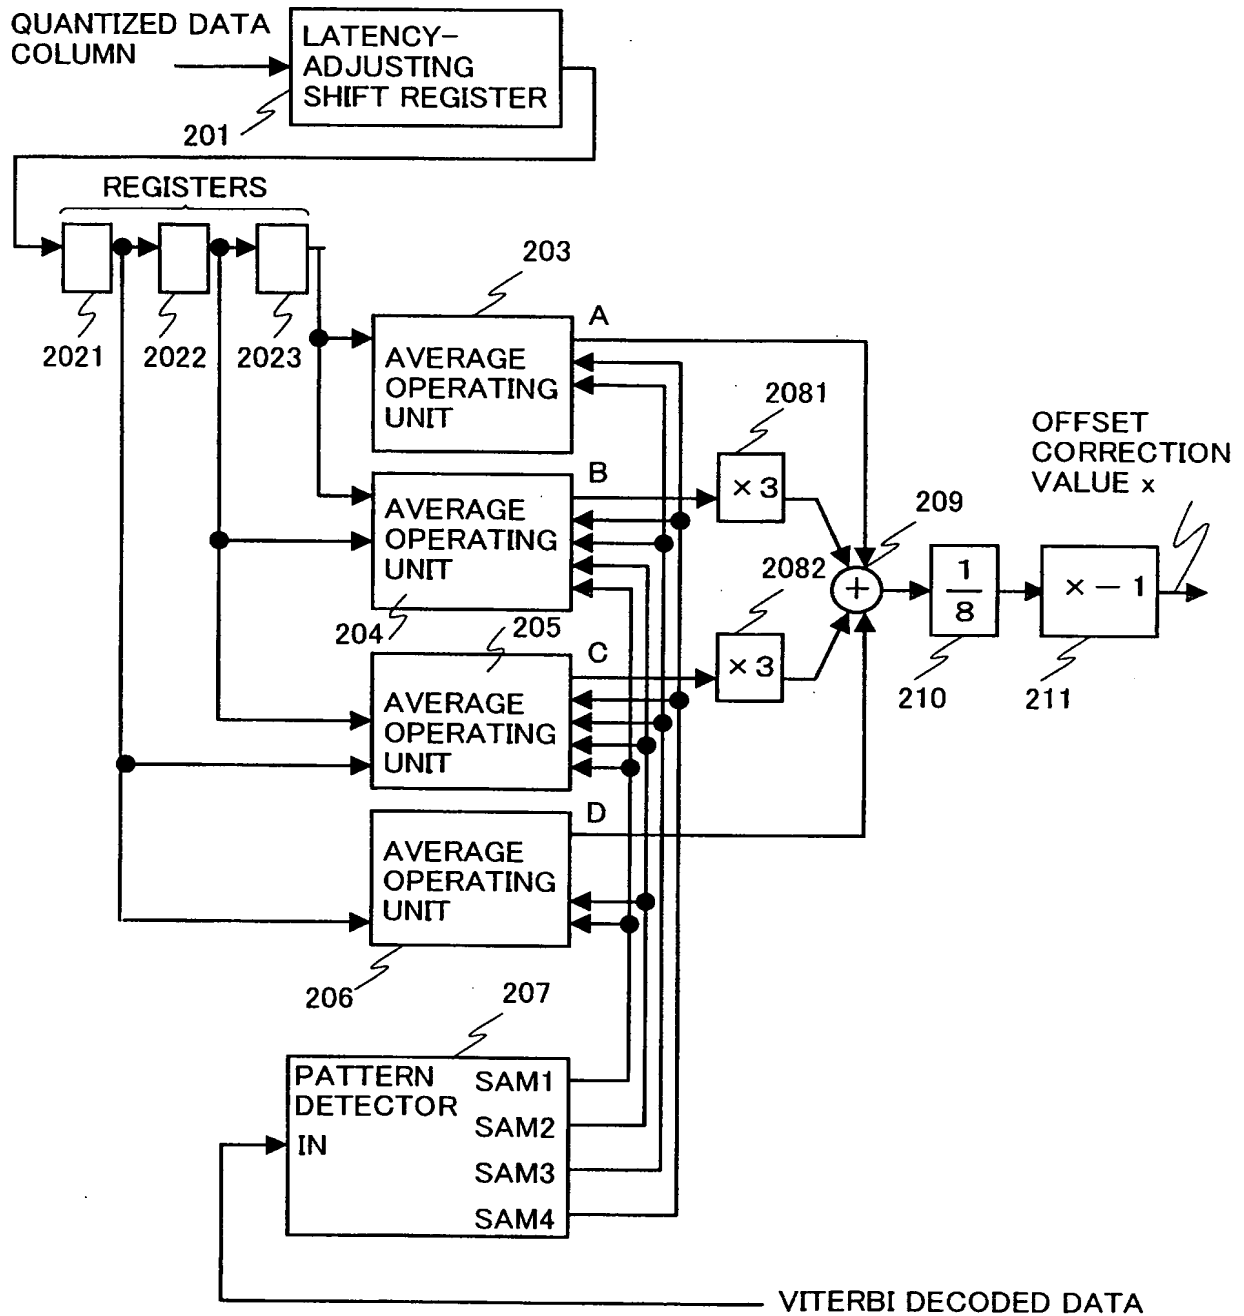 QUANTIZED DATA
COLUMN
LATENCY-
ADJUSTING
SHIFT REGISTER
201
REGISTERS
2021
2022
2023
203
A
AVERAGE
OPERATING
UNIT
2081
×3
OFFSET
CORRECTION
VALUE x
B
AVERAGE
OPERATING
UNIT
204
209
+
1
8
210
×-1
211
2082
×3
205
C
AVERAGE
OPERATING
UNIT
D
AVERAGE
OPERATING
UNIT
206
207
PATTERN
DETECTOR
IN
SAM1
SAM2
SAM3
SAM4
VITERBI DECODED DATA